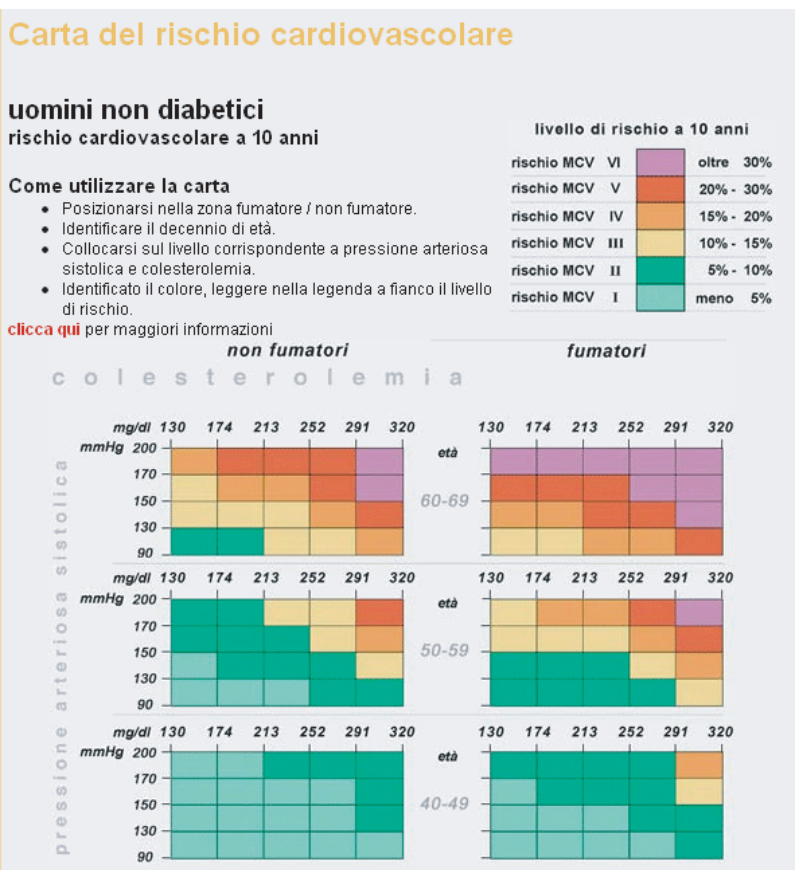 Carta del rischio cardiovascolare
uomini non diabetici
rischio cardiovascolare a 10 anni
Come utilizzare la carta
• Posizionarsi nella zona fumatore / non fumatore.
• Identificare il decennio di età.
• Collocarsi sul livello corrispondente a pressione arteriosa
sistolica e colesterolemia.
• Identificato il colore, leggere nella legenda a fianco il livello
di rischio.
clicca qui per maggiori informazioni
livello di rischio a 10 anni
rischio MCV VI oltre 30%
rischio MCV V 20% - 30%
rischio MCV IV 15% - 20%
rischio MCV III 10% - 15%
rischio MCV II 5% - 10%
rischio MCV I meno 5%
non fumatori fumatori
colesterolemia
pressione arteriosa sistolica
mg/dl 130 174 213 252 291 320 130 174 213 252 291 320
mmHg 200 età
170
150 60-69
130
90
mg/dl 130 174 213 252 291 320 130 174 213 252 291 320
mmHg 200 età
170
150 50-59
130
90
mg/dl 130 174 213 252 291 320 130 174 213 252 291 320
mmHg 200 età
170
150 40-49
130
90